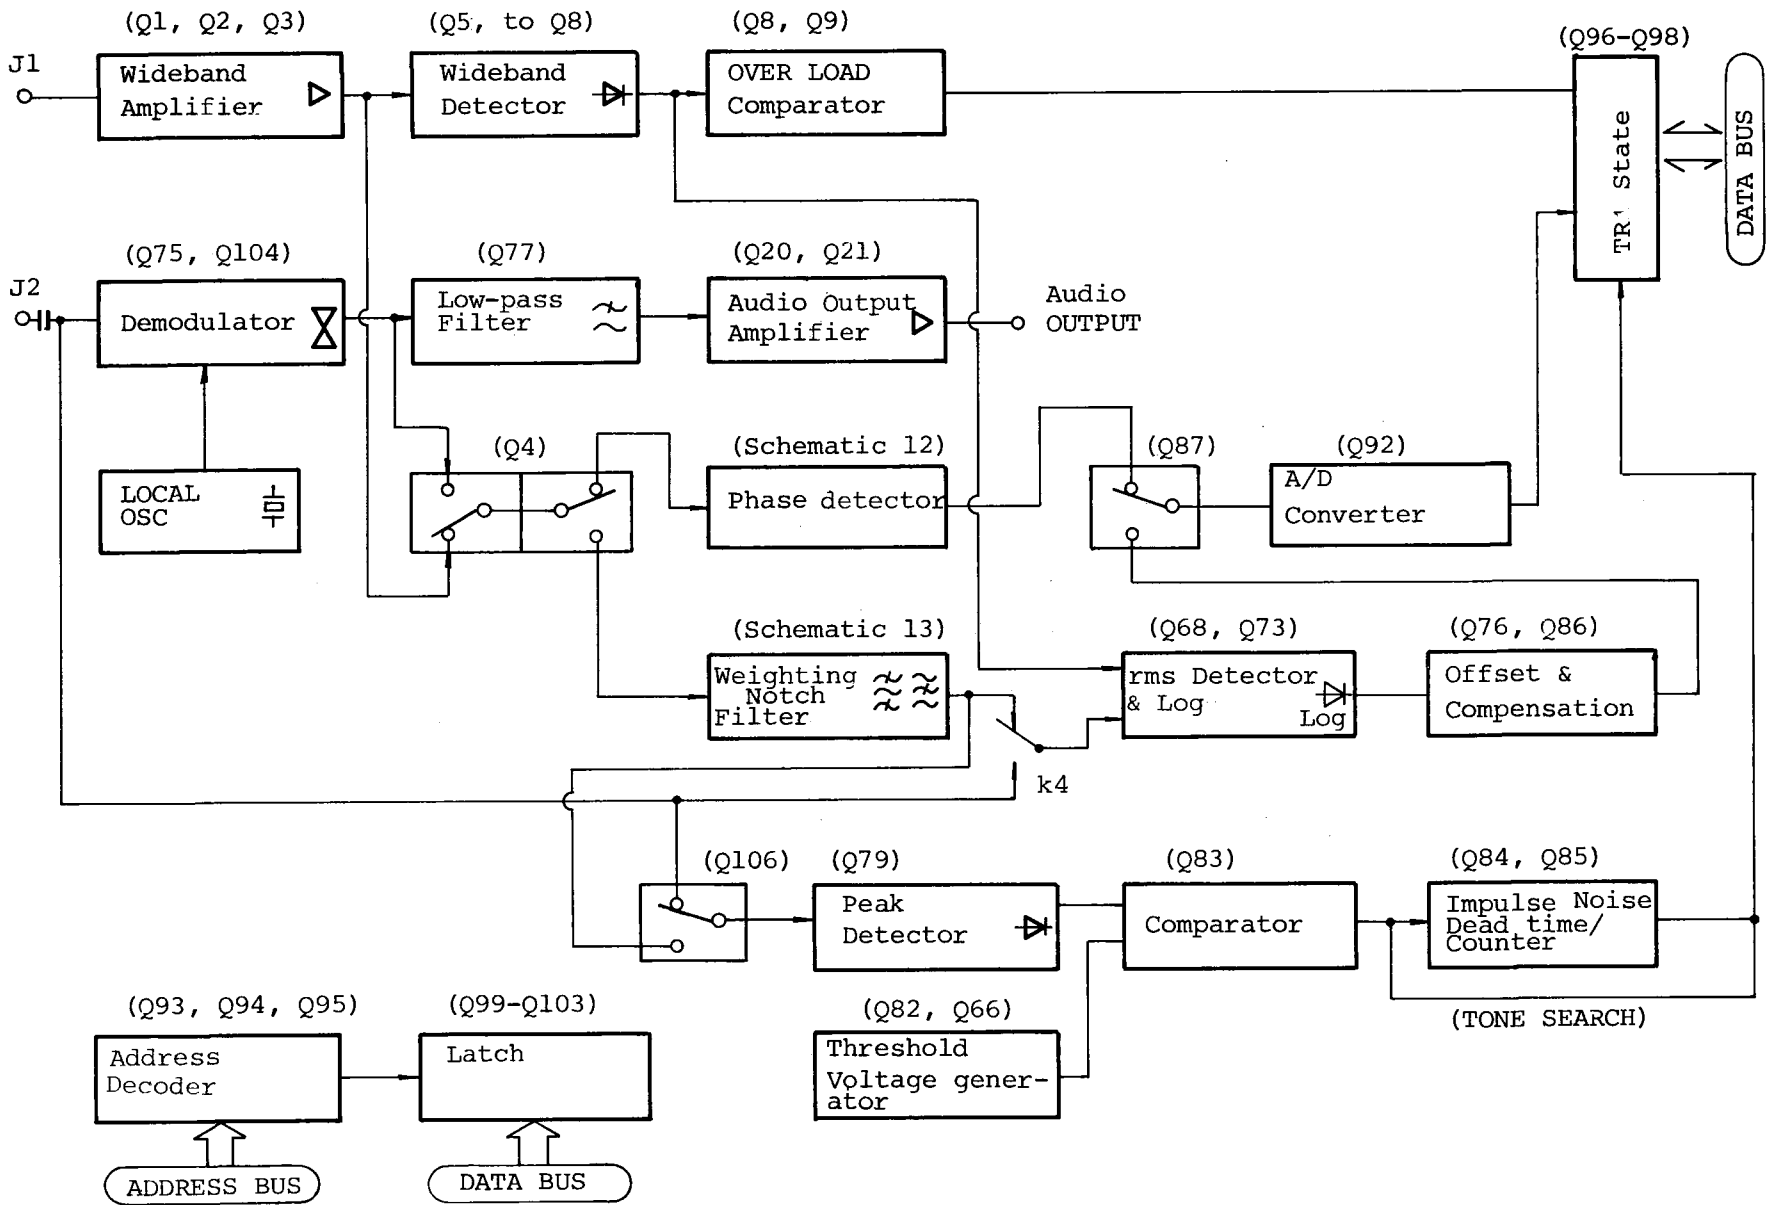 (Q1, Q2, Q3)
(Q5, to Q8)
(Q8, Q9)
(Q96-Q98)
J1
Wideband
Amplifier
Wideband
Detector
OVER LOAD
Comparator
TRI State
DATA BUS
(Q75, Q104)
(Q77)
(Q20, Q21)
J2
Demodulator
Low-pass
Filter
Audio Output
Amplifier
Audio
OUTPUT
LOCAL
OSC
(Q4)
(Schematic 12)
Phase detector
(Q87)
(Q92)
A/D
Converter
(Schematic 13)
Weighting
Notch
Filter
k4
(Q68, Q73)
rms Detector
& Log
Log
(Q76, Q86)
Offset &
Compensation
(Q106)
(Q79)
Peak
Detector
(Q83)
Comparator
(Q84, Q85)
Impulse Noise
Dead time/
Counter
(TONE SEARCH)
(Q93, Q94, Q95)
Address
Decoder
ADDRESS BUS
(Q99-Q103)
Latch
DATA BUS
(Q82, Q66)
Threshold
Voltage gener-
ator